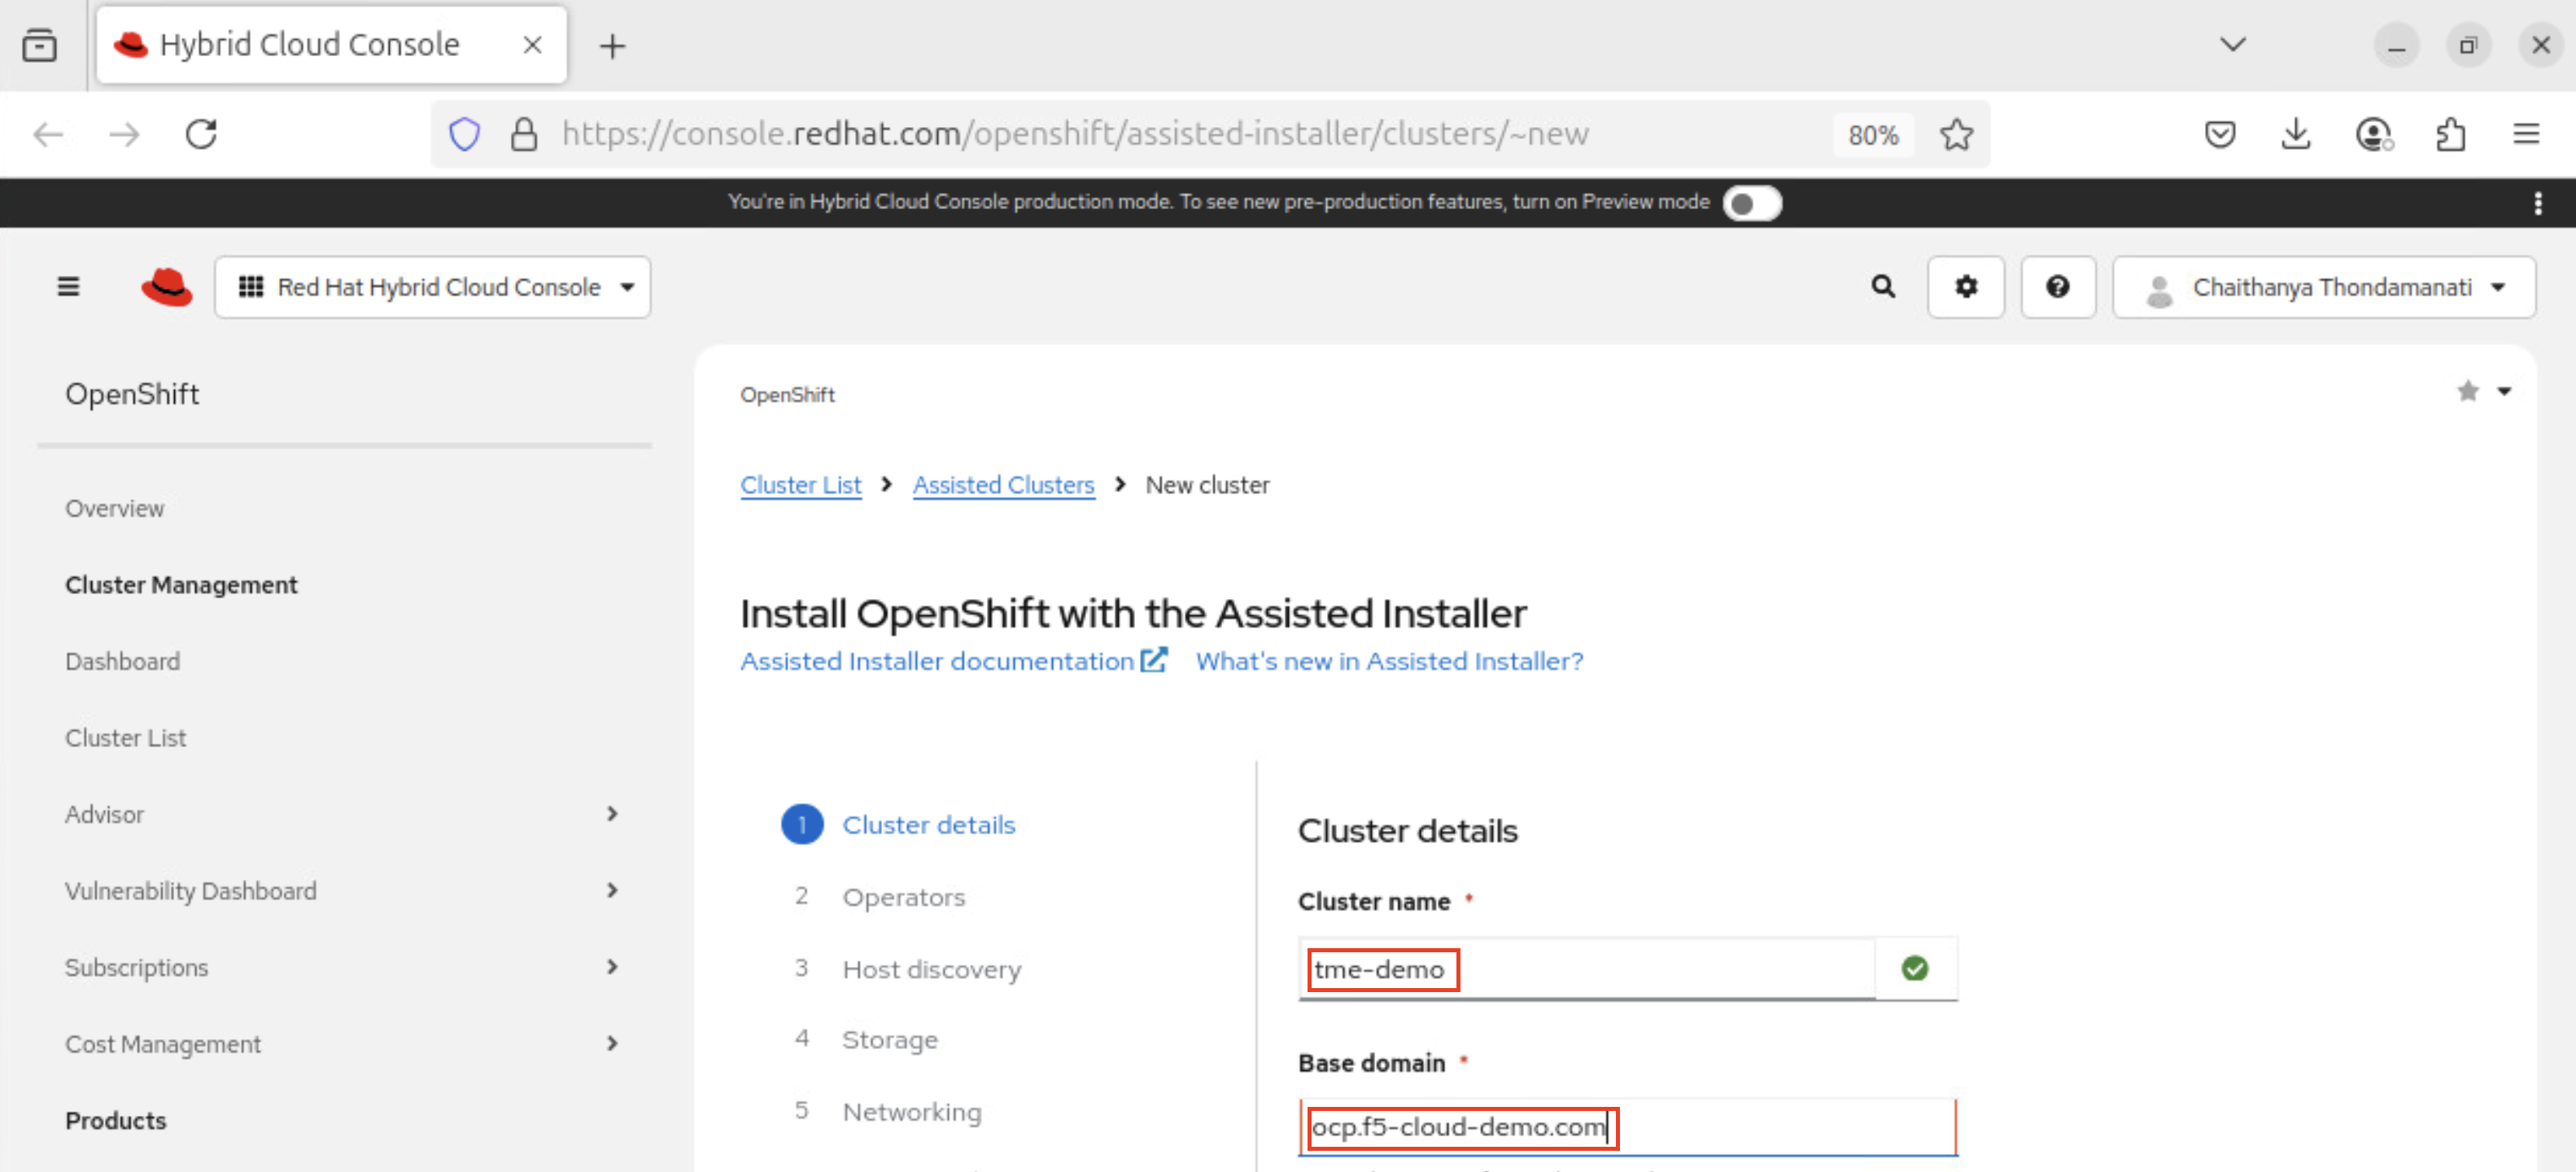 Hybrid Cloud Console
https://console.redhat.com/openshift/assisted-installer/clusters/~new
80%
You're in Hybrid Cloud Console production mode. To see new pre-production features, turn on Preview mode
Red Hat Hybrid Cloud Console
Chaithanya Thondamanati
OpenShift
Overview
Cluster Management
Dashboard
Cluster List
Advisor
Vulnerability Dashboard
Subscriptions
Cost Management
Products
OpenShift
Cluster List > Assisted Clusters > New cluster
Install OpenShift with the Assisted Installer
Assisted Installer documentation What's new in Assisted Installer?
1 Cluster details
2 Operators
3 Host discovery
4 Storage
5 Networking
Cluster details
Cluster name *
tme-demo
Base domain *
ocp.f5-cloud-demo.com